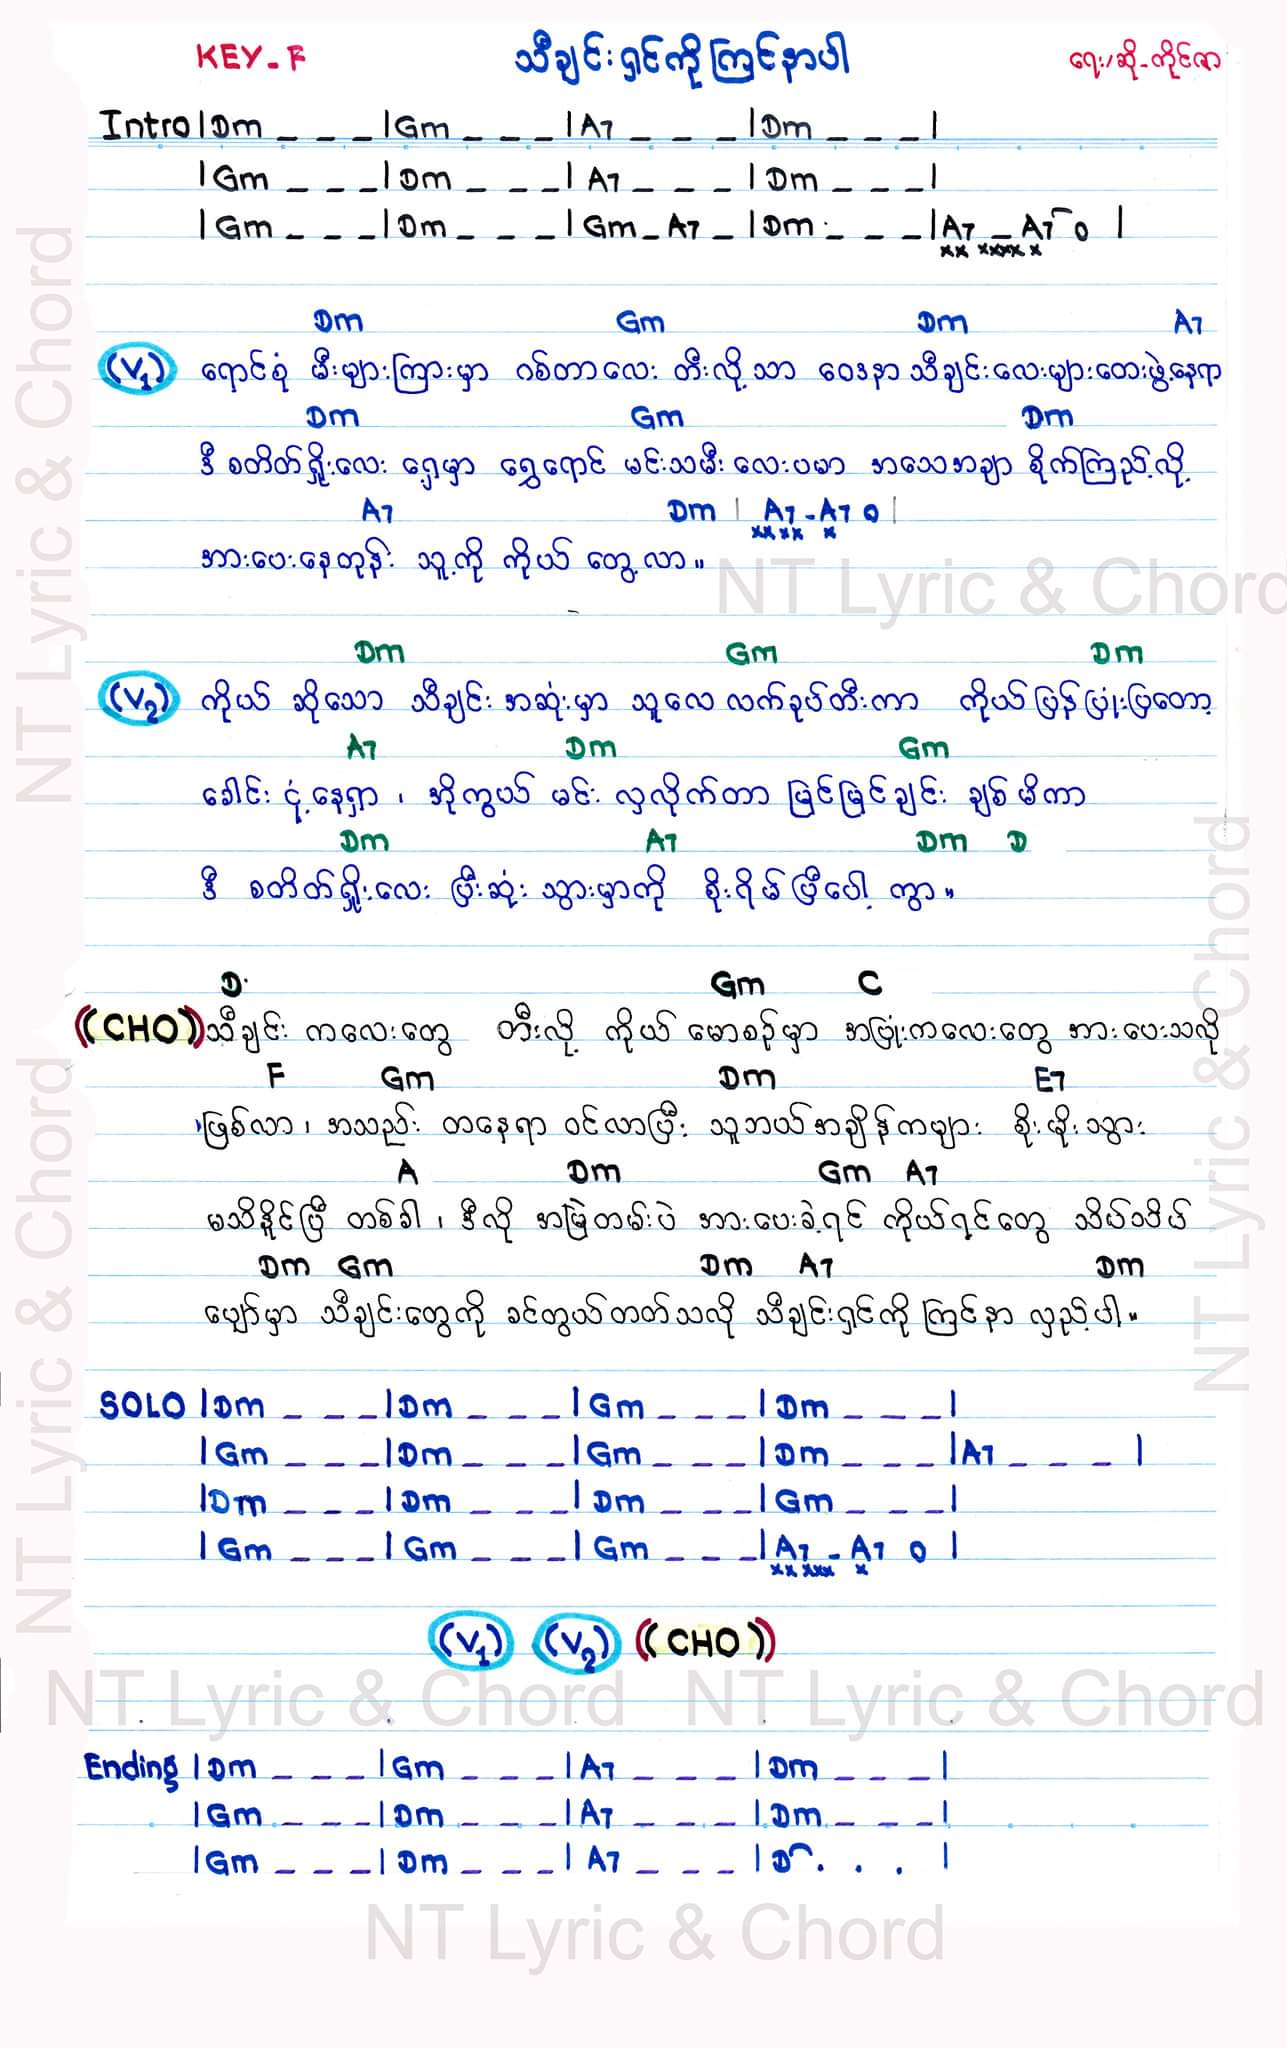 KEY-F သီချင်းရှင်ကိုကြင်နာပါ ရေး/ဆို-ကိုင်ဇာ
Intro |Dm _ _ _ |Gm _ _ _ |A7 _ _ _ |Dm _ _ _ |
|Gm _ _ _ |Dm _ _ _ |A7 _ _ _ |Dm _ _ _ |
|Gm _ _ _ |Dm _ _ _ |Gm _ A7 _ |Dm _ _ _ |A7 _ A7 0 |
xx xxxx x
Dm Gm Dm A7
(V1) ရောင်စုံ မီးများကြားမှာ ဂစ်တာလေး တီးလို့သာ ဝေဒနာသီချင်းလေးများတေးဖွဲ့နေရာ
Dm Gm Dm
ဒီ စတိတ်ရှိုးလေး ရှေ့မှာ ရွှေရောင် မင်းသမီးလေးပမာ အသေအချာ စိုက်ကြည့်လို့
A7 Dm | A7 - A7 0 |
xx xx x
အားပေးနေတုန်း သူ့ကို ကိုယ် တွေ့လာ။
NT Lyric & Chord
Dm Gm Dm
(V2) ကိုယ် ဆိုသော သီချင်းအဆုံးမှာ သူလေ လက်ခုပ်တီးကာ ကိုယ်ပြန်ပြုံးပြတော့
A7 Dm Gm
ခေါင်းငုံ့နေရှာ ၊ အိုကွယ် မင်း လှလိုက်တာ မြင်မြင်ချင်း ချစ်မိကာ
Dm A7 Dm D
ဒီ စတိတ်ရှိုးလေး ပြီးဆုံး သွားမှာကို စိုးရိမ်ပြီပေါ့ ကွာ။
D Gm C
(CHO) သီချင်း ကလေးတွေ တီးလို့ ကိုယ် မောစဉ်မှာ အပြုံးကလေးတွေ အားပေးသလို
F Gm Dm E7
ဖြစ်လာ ၊ အသည်း တနေရာ ဝင်လာပြီး သူဘယ်အချိန်ကများ စိုးမိုးသွား
A Dm Gm A7
မသိနိုင်ပြီ တစ်ခါ ၊ ဒီလို အမြဲတမ်းပဲ အားပေးခဲ့ရင် ကိုယ်ရင်တွေ သိမ်သိမ်
Dm Gm Dm A7 Dm
ပျော်မှာ သီချင်းတွေကို ခင်တွယ်တတ်သလို သီချင်းရှင်ကိုကြင်နာ လှည့်ပါ။
SOLO |Dm _ _ _ |Dm _ _ _ |Gm _ _ _ |Dm _ _ _ |
|Gm _ _ _ |Dm _ _ _ |Gm _ _ _ |Dm _ _ _ |A7 _ _ _ |
|Dm _ _ _ |Dm _ _ _ |Dm _ _ _ |Gm _ _ _ |
|Gm _ _ _ |Gm _ _ _ |Gm _ _ _ |A7 - A7 0 |
xx xxx x
(V1) (V2) (CHO)
NT Lyric & Chord NT Lyric & Chord
Ending |Dm _ _ _ |Gm _ _ _ |A7 _ _ _ |Dm _ _ _ |
|Gm _ _ _ |Dm _ _ _ |A7 _ _ _ |Dm _ _ _ |
|Gm _ _ _ |Dm _ _ _ |A7 _ _ _ |D . . . |
NT Lyric & Chord
NT Lyric & Chord
NT Lyric & Chord
NT Lyric & Chord